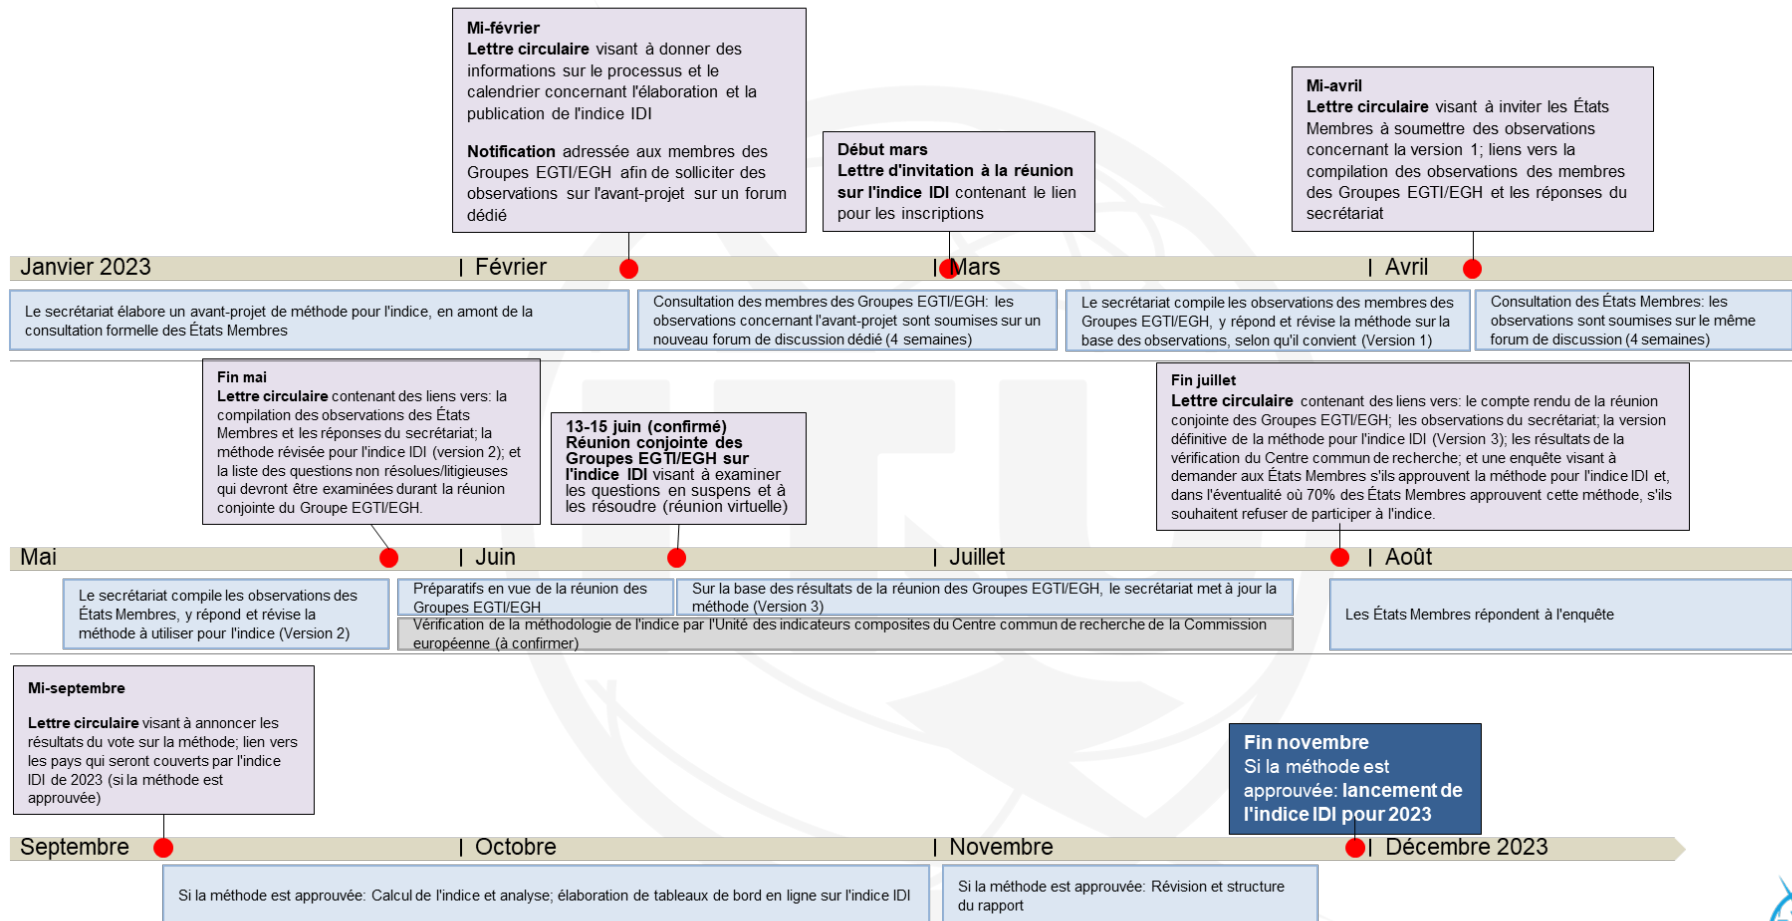 Mi-février
Lettre circulaire visant à donner des
informations sur le processus et le
calendrier concernant l'élaboration et la
publication de l'indice IDI
Notification adressée aux membres des
Groupes EGTI/EGH afin de solliciter des
observations sur l'avant-projet sur un forum
dédié
Début mars
Lettre d'invitation à la réunion
sur l'indice IDI contenant le lien
pour les inscriptions
Mi-avril
Lettre circulaire visant à inviter les États
Membres à soumettre des observations
concernant la version 1; liens vers la
compilation des observations des membres
des Groupes EGTI/EGH et les réponses du
secrétariat
Janvier 2023
Février
Mars
Avril
Le secrétariat élabore un avant-projet de méthode pour l'indice, en amont de la
consultation formelle des États Membres
Consultation des membres des Groupes EGTI/EGH: les
observations concernant l'avant-projet sont soumises sur un
nouveau forum de discussion dédié (4 semaines)
Le secrétariat compile les observations des membres des
Groupes EGTI/EGH, y répond et révise la méthode sur la
base des observations, selon qu'il convient (Version 1)
Consultation des États Membres: les
observations sont soumises sur le même
forum de discussion (4 semaines)
Fin mai
Lettre circulaire contenant des liens vers: la
compilation des observations des États
Membres et les réponses du secrétariat; la
méthode révisée pour l'indice IDI (version 2); et
la liste des questions non résolues/litigieuses
qui devront être examinées durant la réunion
conjointe du Groupe EGTI/EGH.
13-15 juin (confirmé)
Réunion conjointe des
Groupes EGTI/EGH sur
l'indice IDI visant à examiner
les questions en suspens et à
les résoudre (réunion virtuelle)
Fin juillet
Lettre circulaire contenant des liens vers: le compte rendu de la réunion
conjointe des Groupes EGTI/EGH; les observations du secrétariat; la version
définitive de la méthode pour l'indice IDI (Version 3); les résultats de la
vérification du Centre commun de recherche; et une enquête visant à
demander aux États Membres s'ils approuvent la méthode pour l'indice IDI et,
dans l'éventualité où 70% des États Membres approuvent cette méthode, s'ils
souhaitent refuser de participer à l'indice.
Mai
Juin
Juillet
Août
Le secrétariat compile les observations des
États Membres, y répond et révise la
méthode à utiliser pour l'indice (Version 2)
Préparatifs en vue de la réunion des
Groupes EGTI/EGH
Sur la base des résultats de la réunion des Groupes EGTI/EGH, le secrétariat met à jour la
méthode (Version 3)
Vérification de la méthodologie de l'indice par l'Unité des indicateurs composites du Centre commun de recherche de la Commission
européenne (à confirmer)
Les États Membres répondent à l'enquête
Mi-septembre
Lettre circulaire visant à annoncer les
résultats du vote sur la méthode; lien vers
les pays qui seront couverts par l'indice
IDI de 2023 (si la méthode est
approuvée)
Fin novembre
Si la méthode est
approuvée: lancement de
l'indice IDI pour 2023
Septembre
Octobre
Novembre
Décembre 2023
Si la méthode est approuvée: Calcul de l'indice et analyse; élaboration de tableaux de bord en ligne sur l'indice IDI
Si la méthode est approuvée: Révision et structure
du rapport
ITU